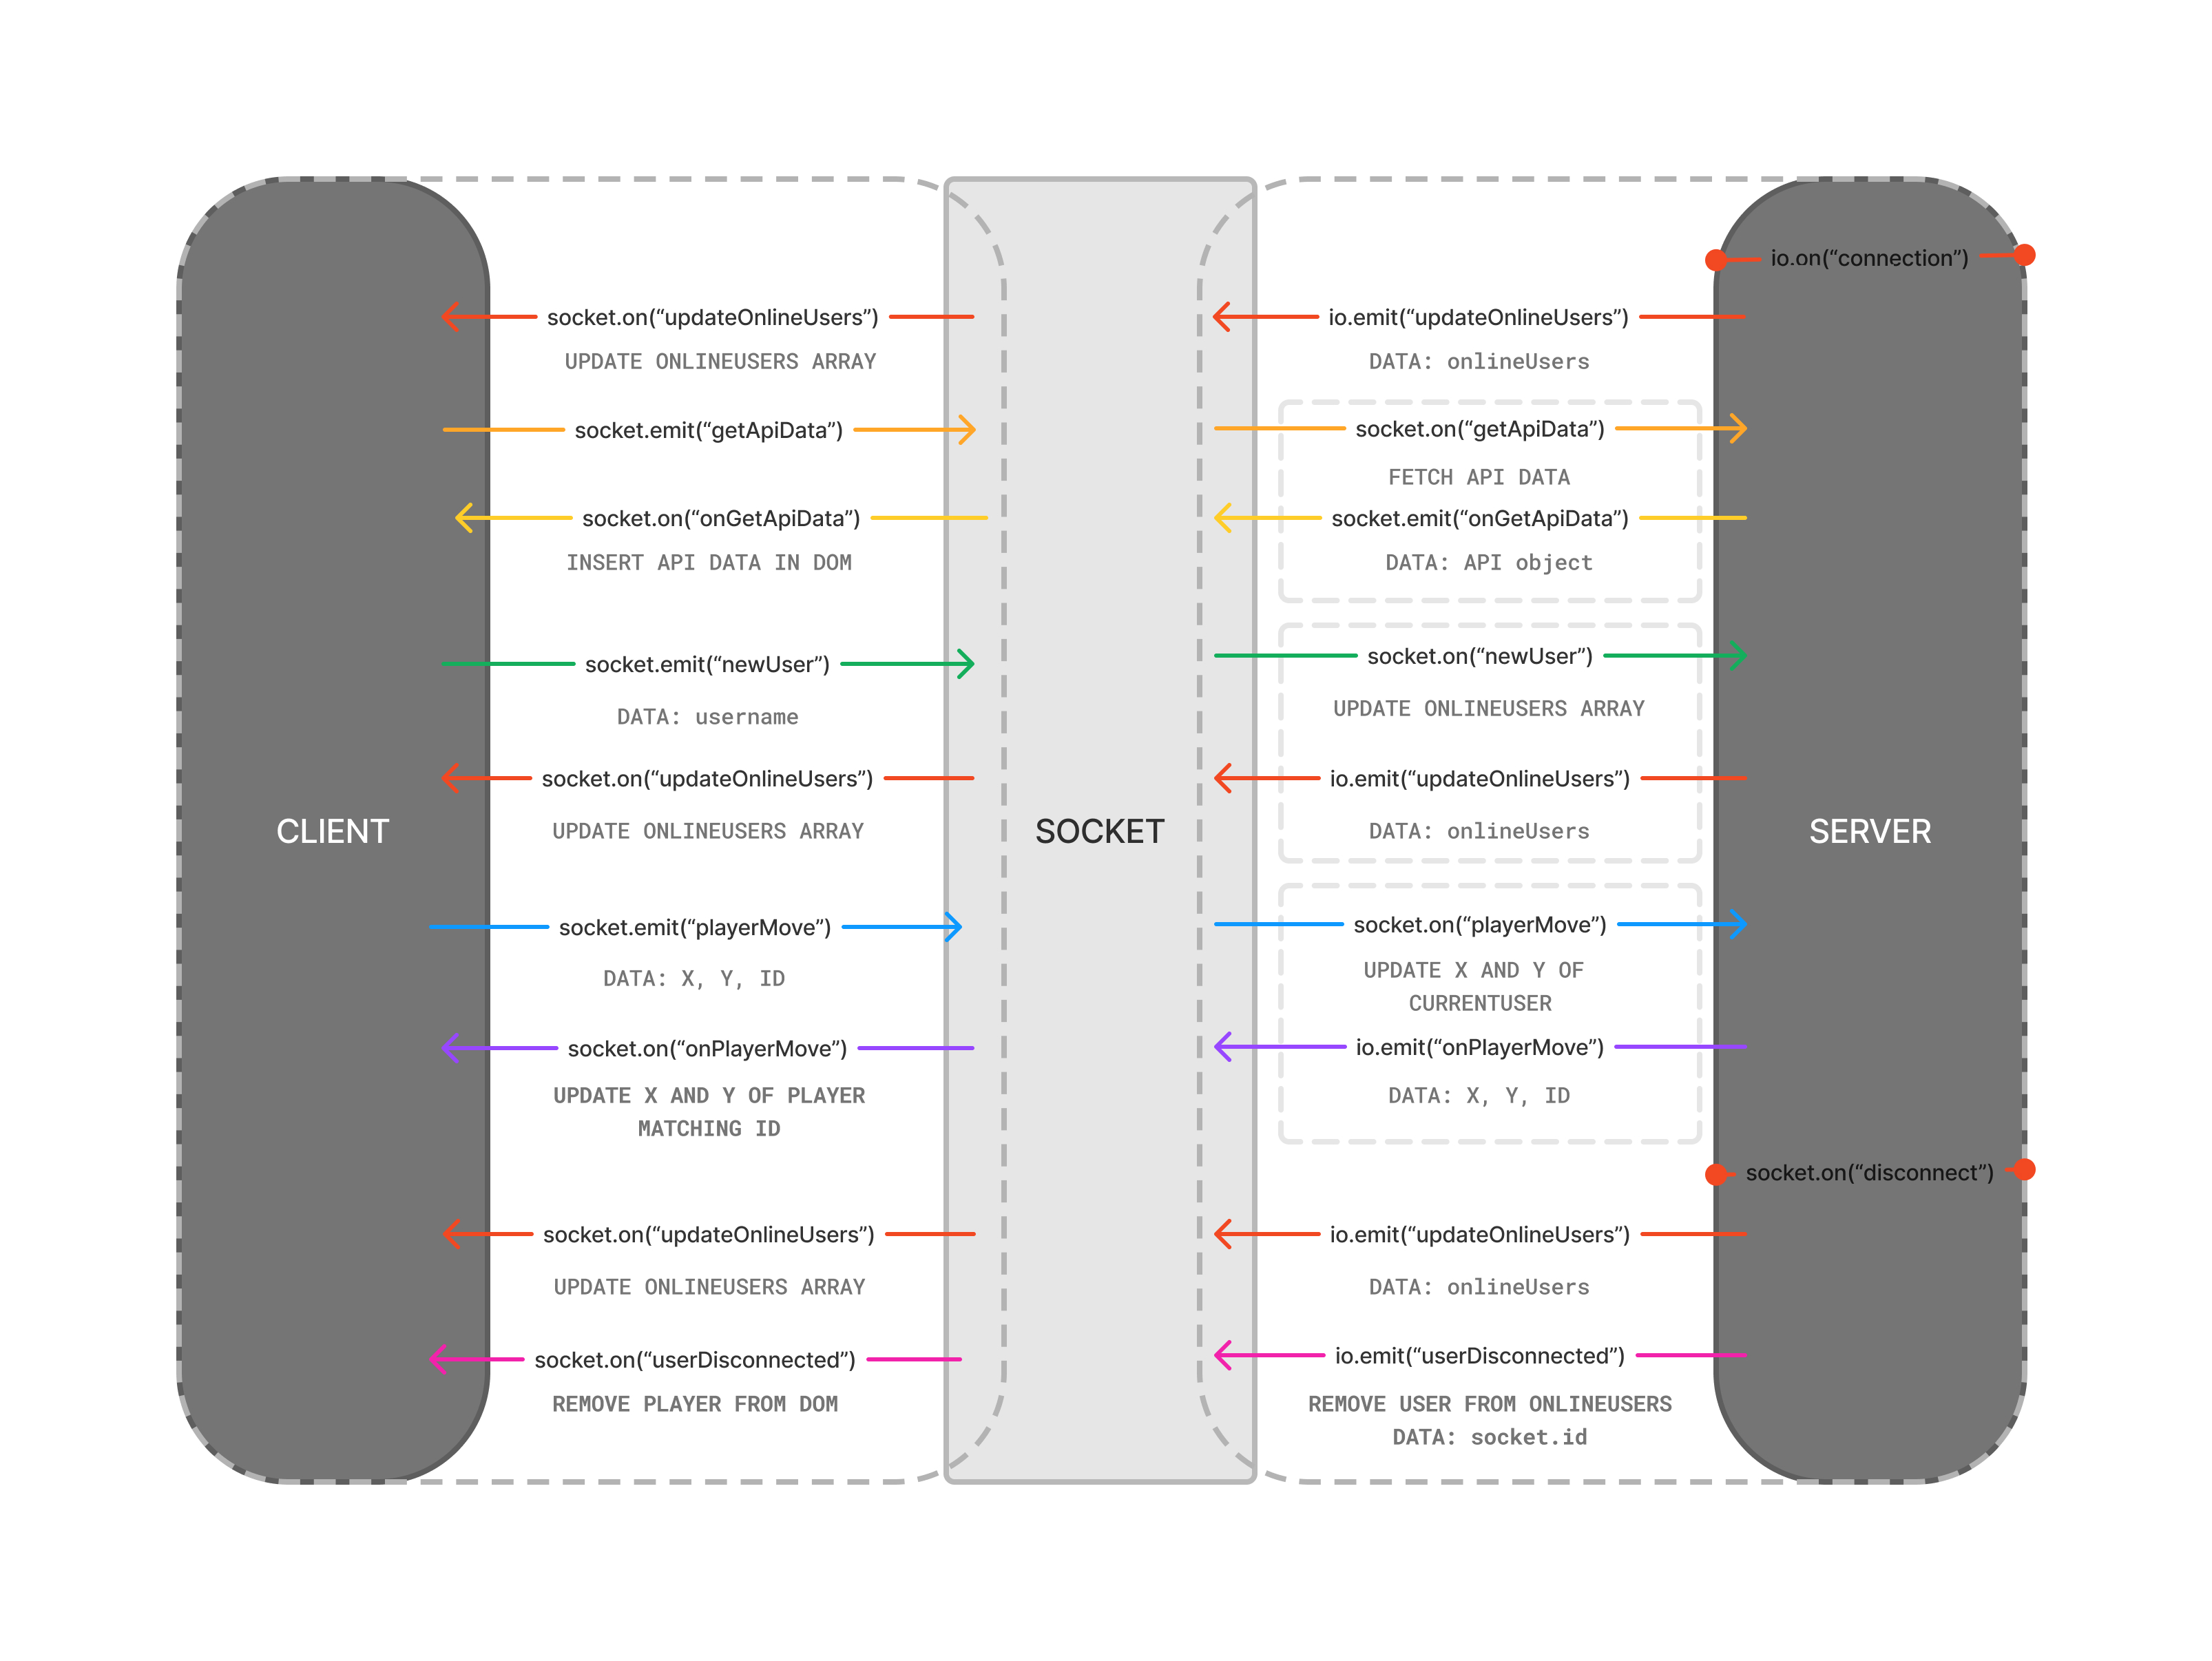 io.on(“connection”)
socket.on(“updateOnlineUsers”)
io.emit(“updateOnlineUsers”)
UPDATE ONLINEUSERS ARRAY
DATA: onlineUsers
socket.emit(“getApiData”)
socket.on(“getApiData”)
FETCH API DATA
socket.on(“onGetApiData”)
socket.emit(“onGetApiData”)
INSERT API DATA IN DOM
DATA: API object
socket.emit(“newUser”)
socket.on(“newUser”)
DATA: username
UPDATE ONLINEUSERS ARRAY
socket.on(“updateOnlineUsers”)
io.emit(“updateOnlineUsers”)
CLIENT
UPDATE ONLINEUSERS ARRAY
SOCKET
DATA: onlineUsers
SERVER
socket.emit(“playerMove”)
socket.on(“playerMove”)
DATA: X, Y, ID
UPDATE X AND Y OF
CURRENTUSER
socket.on(“onPlayerMove”)
io.emit(“onPlayerMove”)
UPDATE X AND Y OF PLAYER
MATCHING ID
DATA: X, Y, ID
socket.on(“disconnect”)
socket.on(“updateOnlineUsers”)
io.emit(“updateOnlineUsers”)
UPDATE ONLINEUSERS ARRAY
DATA: onlineUsers
socket.on(“userDisconnected”)
io.emit(“userDisconnected”)
REMOVE PLAYER FROM DOM
REMOVE USER FROM ONLINEUSERS
DATA: socket.id